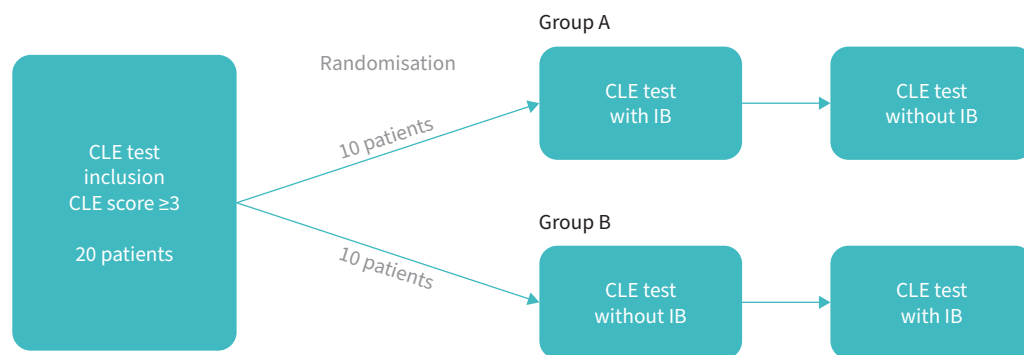 CLE test
inclusion
CLE score ≥3
20 patients
Randomisation
10 patients
10 patients
Group A
CLE test
with IB
CLE test
without IB
Group B
CLE test
without IB
CLE test
with IB